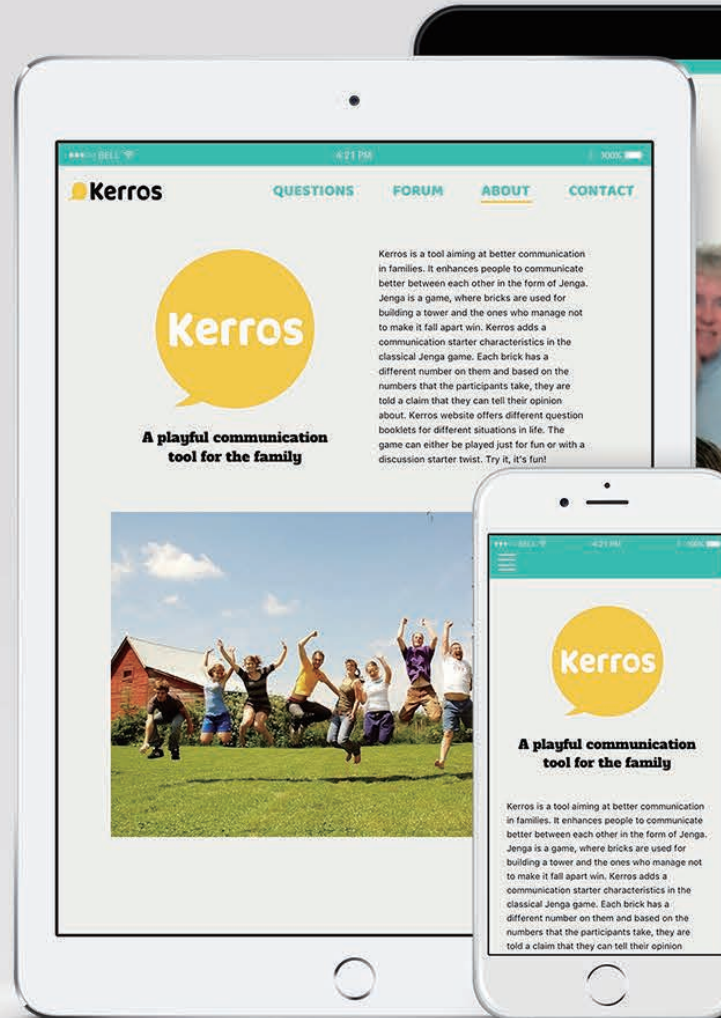 BELL 4:21 PM 100%
Kerros QUESTIONS FORUM ABOUT CONTACT
Kerros
A playful communication
tool for the family
Kerros is a tool aiming at better communication
in families. It enhances people to communicate
better between each other in the form of Jenga.
Jenga is a game, where bricks are used for
building a tower and the ones who manage not
to make it fall apart win. Kerros adds a
communication starter characteristics in the
classical Jenga game. Each brick has a
different number on them and based on the
numbers that the participants take, they are
told a claim that they can tell their opinion
about. Kerros website offers different question
booklets for different situations in life. The
game can either be played just for fun or with a
discussion starter twist. Try it, it's fun!
BELL 4:21 PM 100%
Kerros
A playful communication
tool for the family
Kerros is a tool aiming at better communication
in families. It enhances people to communicate
better between each other in the form of Jenga.
Jenga is a game, where bricks are used for
building a tower and the ones who manage not
to make it fall apart win. Kerros adds a
communication starter characteristics in the
classical Jenga game. Each brick has a
different number on them and based on the
numbers that the participants take, they are
told a claim that they can tell their opinion